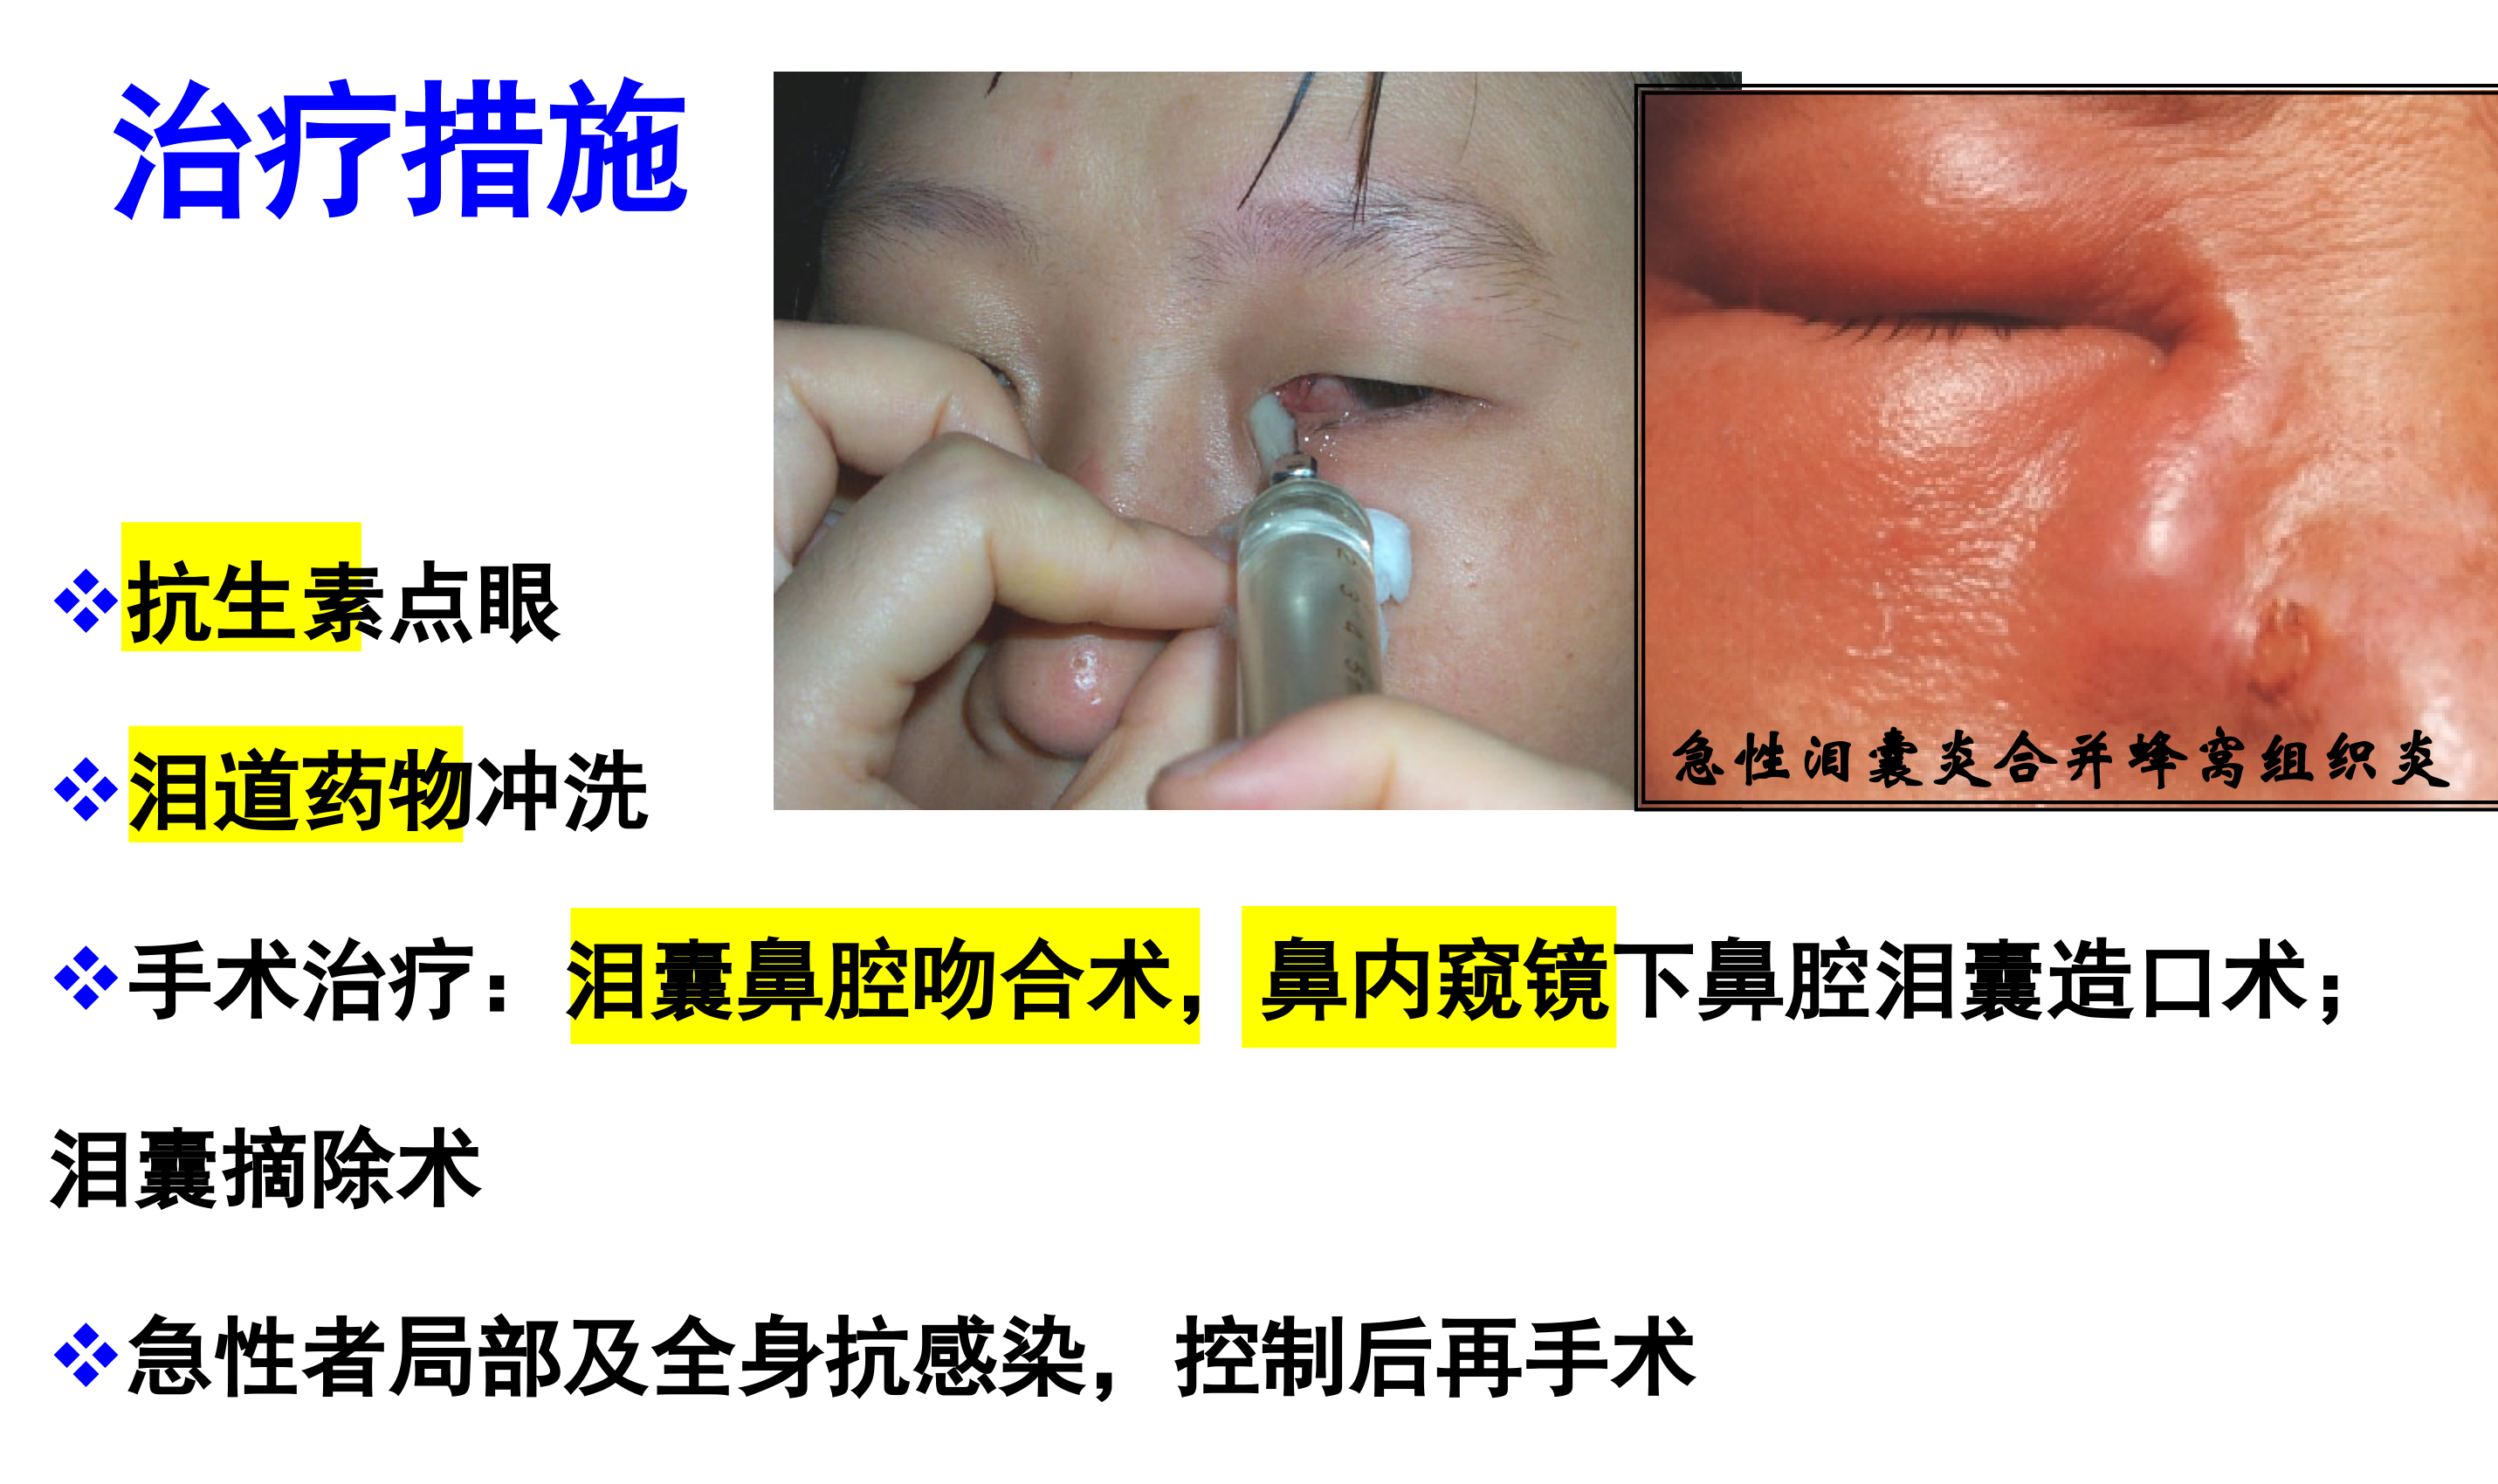 治疗措施
急性泪囊炎合并蜂窝组织炎
抗生素点眼
泪道药物冲洗
手术治疗：泪囊鼻腔吻合术，鼻内窥镜下鼻腔泪囊造口术；
泪囊摘除术
急性者局部及全身抗感染，控制后再手术